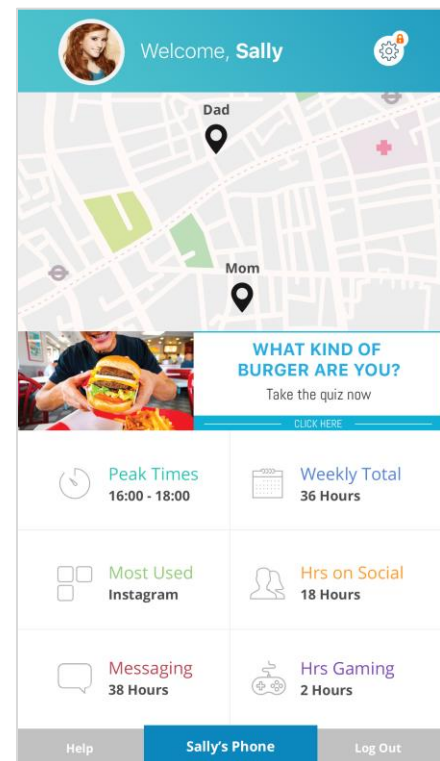 Welcome, Sally
Dad
Mom
WHAT KIND OF
BURGER ARE YOU?
Take the quiz now
CLICK HERE
Peak Times
16:00 - 18:00
Weekly Total
36 Hours
Most Used
Instagram
Hrs on Social
18 Hours
Messaging
38 Hours
Hrs Gaming
2 Hours
Help
Sally's Phone
Log Out